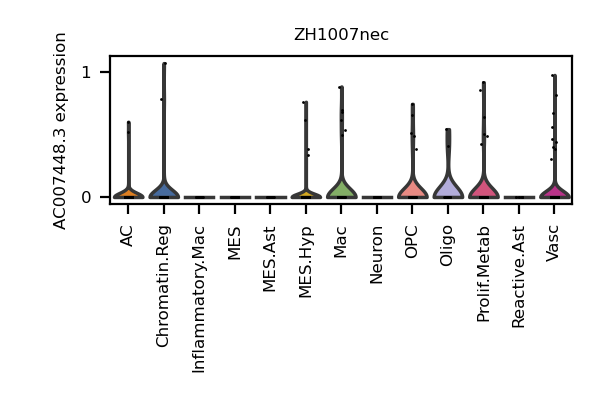 ZH1007nec
AC007448.3 expression
1
0
AC
Chromatin.Reg
Inflammatory.Mac
MES
MES.Ast
MES.Hyp
Mac
Neuron
OPC
Oligo
Prolif.Metab
Reactive.Ast
Vasc